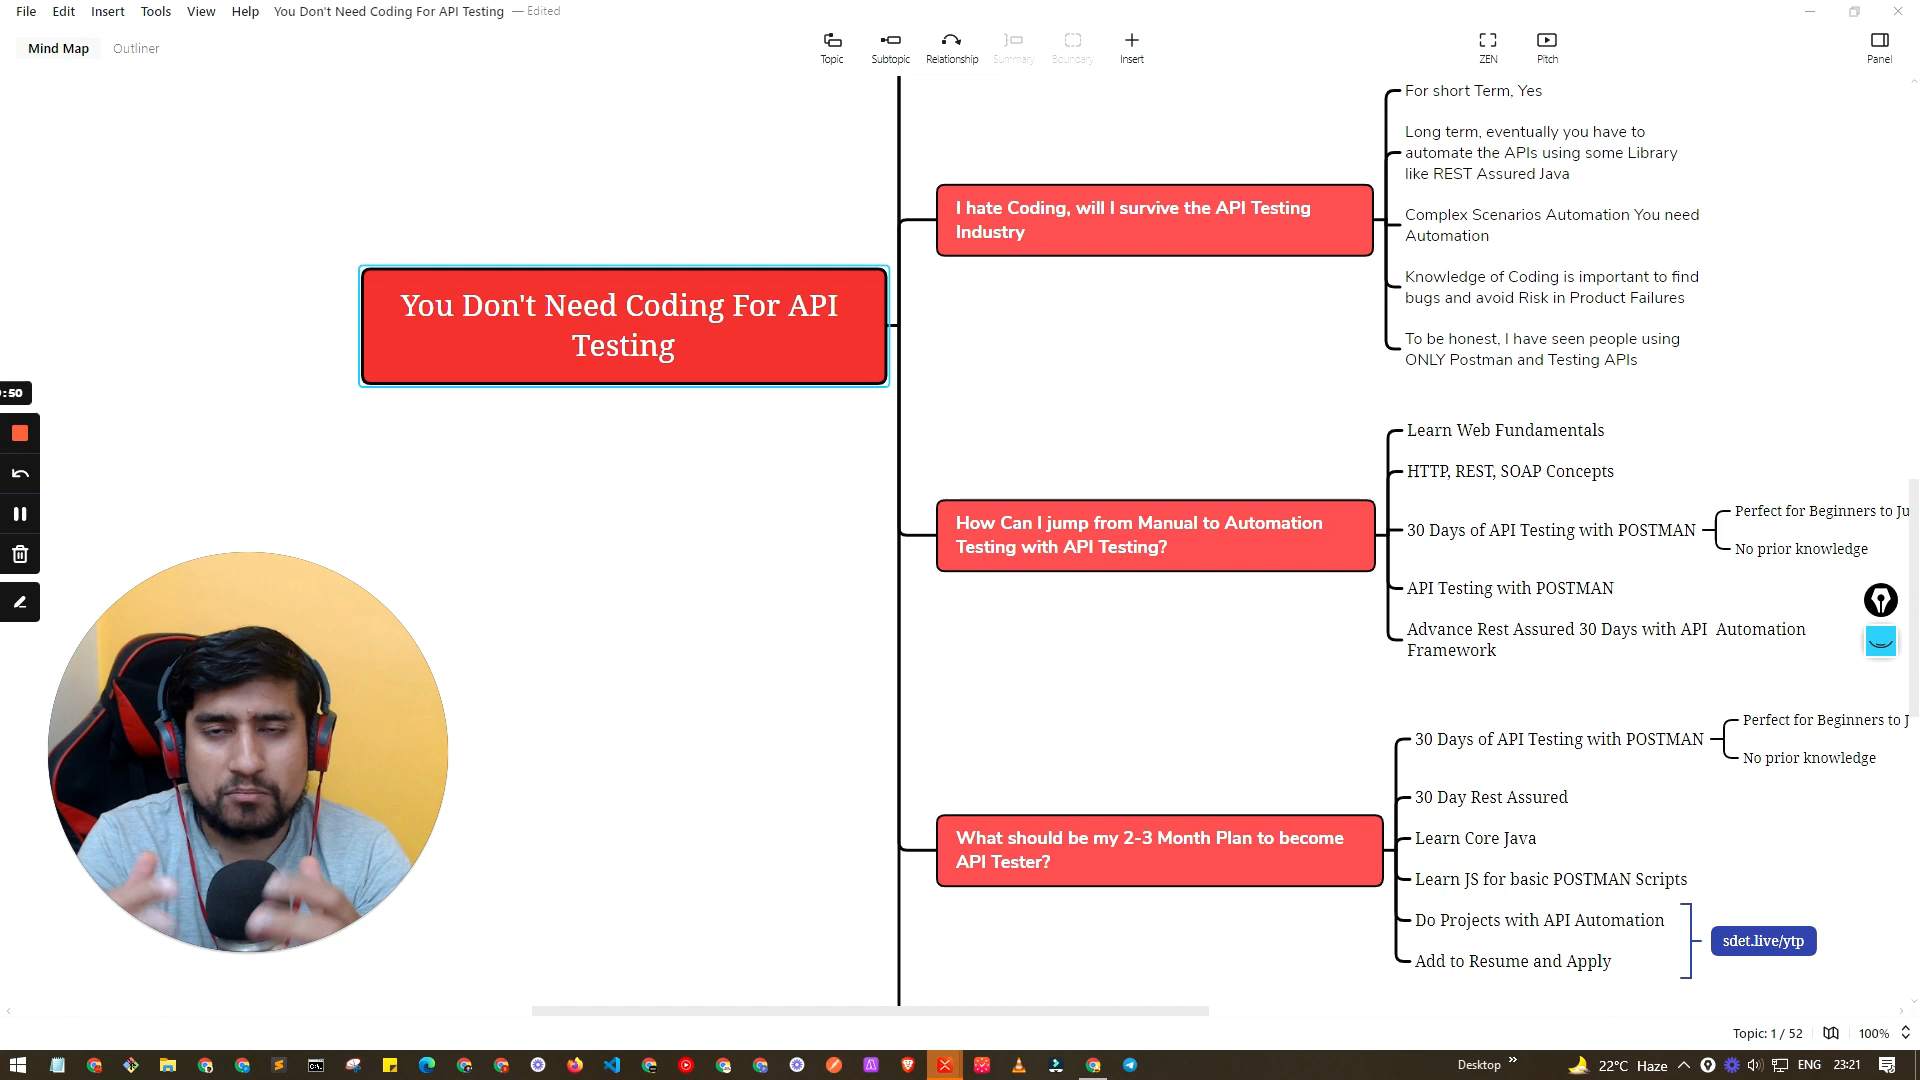 File Edit Insert Tools View Help You Don't Need Coding For API Testing — Edited
Mind Map Outliner
Topic Subtopic Relationship Summary Boundary Insert ZEN Pitch Panel
You Don't Need Coding For API
Testing
I hate Coding, will I survive the API Testing
Industry
For short Term, Yes
Long term, eventually you have to
automate the APIs using some Library
like REST Assured Java
Complex Scenarios Automation You need
Automation
Knowledge of Coding is important to find
bugs and avoid Risk in Product Failures
To be honest, I have seen people using
ONLY Postman and Testing APIs
How Can I jump from Manual to Automation
Testing with API Testing?
Learn Web Fundamentals
HTTP, REST, SOAP Concepts
30 Days of API Testing with POSTMAN
Perfect for Beginners to Ju
No prior knowledge
API Testing with POSTMAN
Advance Rest Assured 30 Days with API Automation
Framework
What should be my 2-3 Month Plan to become
API Tester?
30 Days of API Testing with POSTMAN
Perfect for Beginners to J
No prior knowledge
30 Day Rest Assured
Learn Core Java
Learn JS for basic POSTMAN Scripts
Do Projects with API Automation
Add to Resume and Apply
sdet.live/ytp
:50
Topic: 1 / 52 100%
Desktop 22°C Haze ENG 23:21